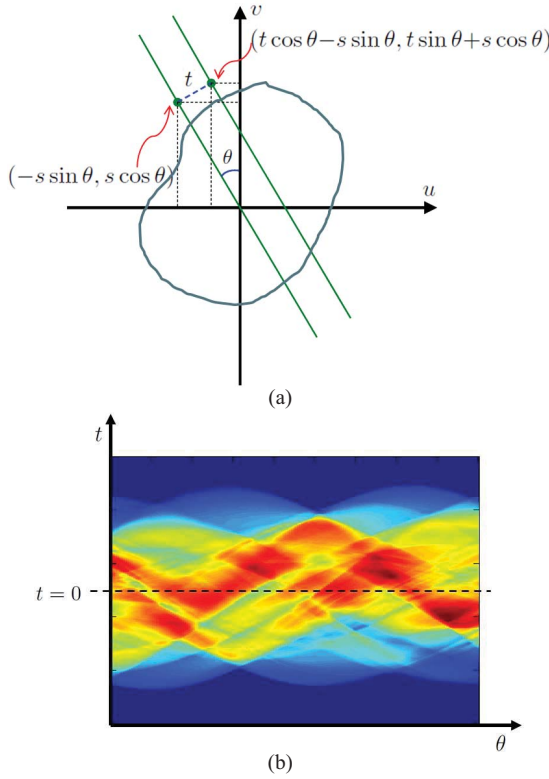 v
(t cos θ−s sin θ, t sin θ+s cos θ)
t
θ
(−s sin θ, s cos θ)
u
(a)
t
t = 0
θ
(b)